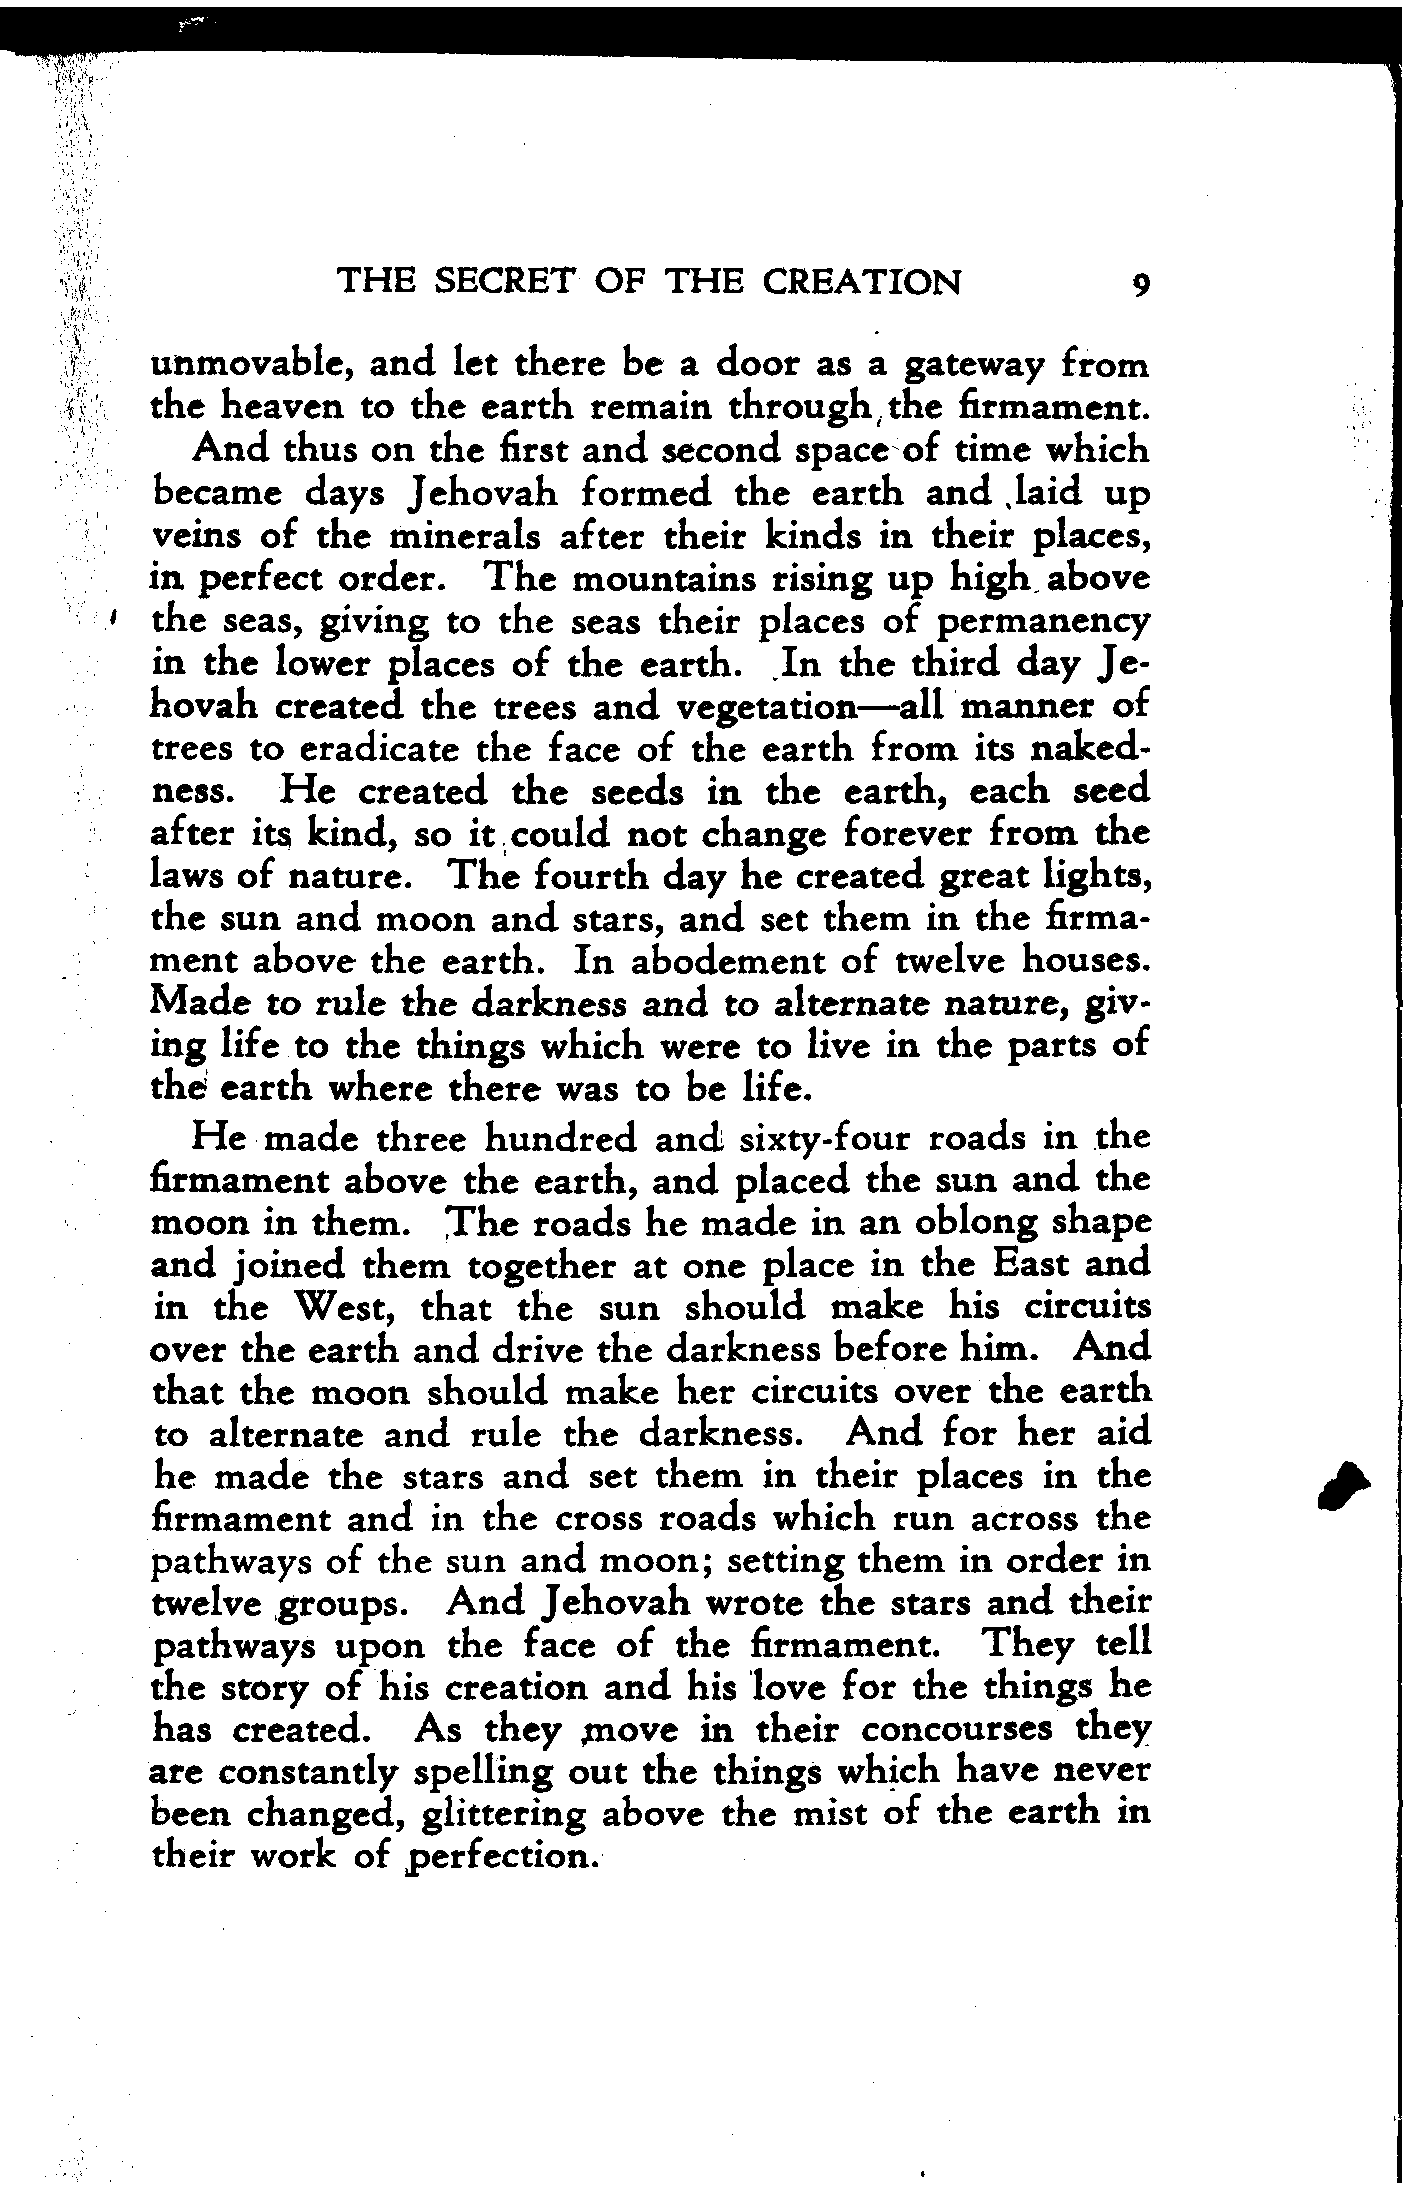 THE SECRET OF THE CREATION 9
unmovable, and let there be a door as a gateway from
the heaven to the earth remain through the firmament.
And thus on the first and second space of time which
became days Jehovah formed the earth and laid up
veins of the minerals after their kinds in their places,
in perfect order. The mountains rising up high above
the seas, giving to the seas their places of permanency
in the lower places of the earth. In the third day Je-
hovah created the trees and vegetation—all manner of
trees to eradicate the face of the earth from its naked-
ness. He created the seeds in the earth, each seed
after its kind, so it could not change forever from the
laws of nature. The fourth day he created great lights,
the sun and moon and stars, and set them in the firma-
ment above the earth. In abodement of twelve houses.
Made to rule the darkness and to alternate nature, giv-
ing life to the things which were to live in the parts of
the earth where there was to be life.
He made three hundred and sixty-four roads in the
firmament above the earth, and placed the sun and the
moon in them. The roads he made in an oblong shape
and joined them together at one place in the East and
in the West, that the sun should make his circuits
over the earth and drive the darkness before him. And
that the moon should make her circuits over the earth
to alternate and rule the darkness. And for her aid
he made the stars and set them in their places in the
firmament and in the cross roads which run across the
pathways of the sun and moon; setting them in order in
twelve groups. And Jehovah wrote the stars and their
pathways upon the face of the firmament. They tell
the story of his creation and his love for the things he
has created. As they move in their concourses they
are constantly spelling out the things which have never
been changed, glittering above the mist of the earth in
their work of perfection.